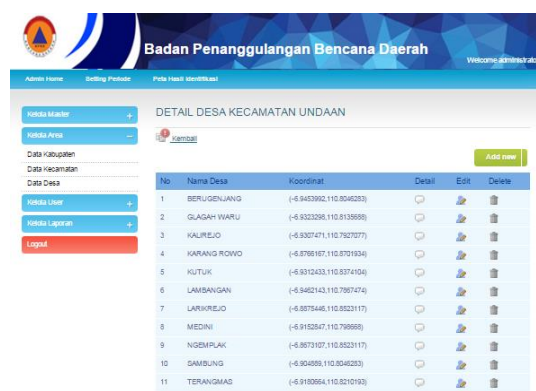 Badan Penanggulangan Bencana Daerah
Welcome administrato
Admin Home Setting Periode Peta Hasil Identifikasi
Kelola Master +
Kelola Area −
Data Kabupaten
Data Kecamatan
Data Desa
Kelola User +
Kelola Laporan +
Logout
DETAIL DESA KECAMATAN UNDAAN
Kembali
Add new
No Nama Desa Koordinat Detail Edit Delete
1 BERUGENJANG (-6.9453992,110.8046283)
2 GLAGAH WARU (-6.9323298,110.8135688)
3 KALIREJO (-6.9307471,110.7927077)
4 KARANG ROWO (-6.8766167,110.8701934)
5 KUTUK (-6.9312433,110.8374104)
6 LAMBANGAN (-6.9462143,110.7867474)
7 LARIKREJO (-6.8875446,110.8523117)
8 MEDINI (-6.9152847,110.798668)
9 NGEMPLAK (-6.8673107,110.8523117)
10 SAMBUNG (-6.904889,110.8046283)
11 TERANGMAS (-6.9180664,110.8210193)